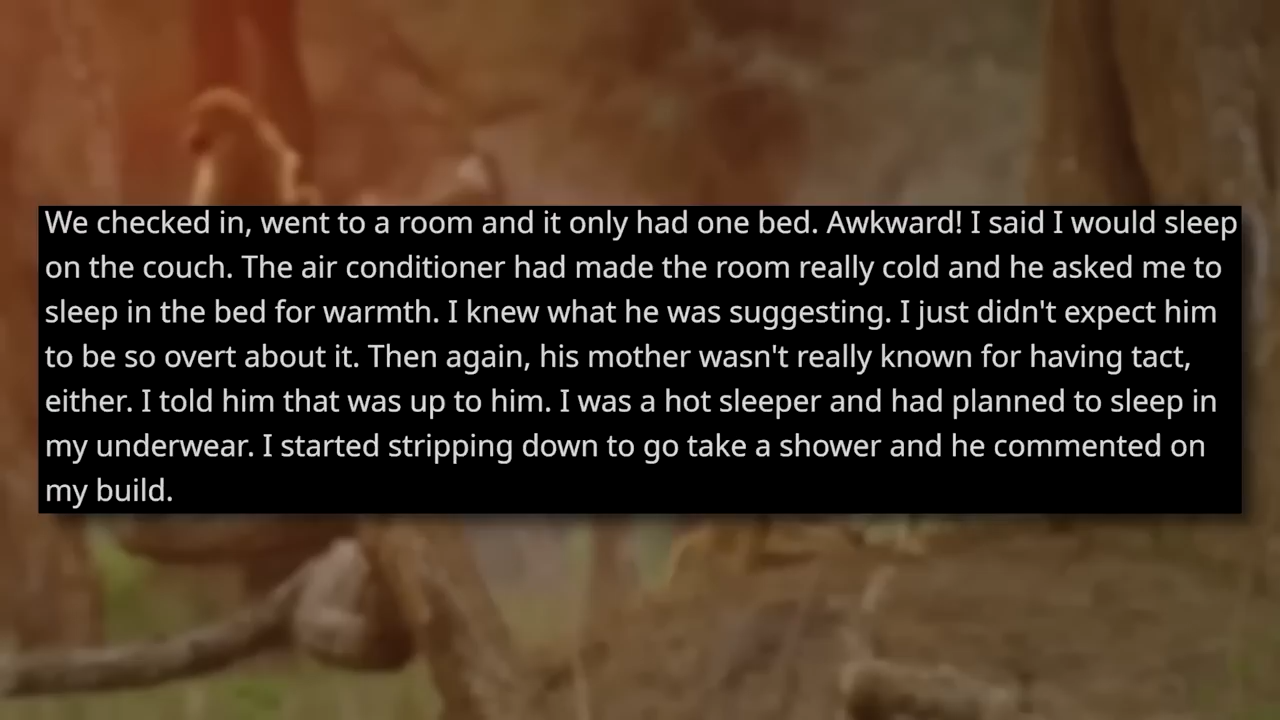 We checked in, went to a room and it only had one bed. Awkward! I said I would sleep
on the couch. The air conditioner had made the room really cold and he asked me to
sleep in the bed for warmth. I knew what he was suggesting. I just didn't expect him
to be so overt about it. Then again, his mother wasn't really known for having tact,
either. I told him that was up to him. I was a hot sleeper and had planned to sleep in
my underwear. I started stripping down to go take a shower and he commented on
my build.